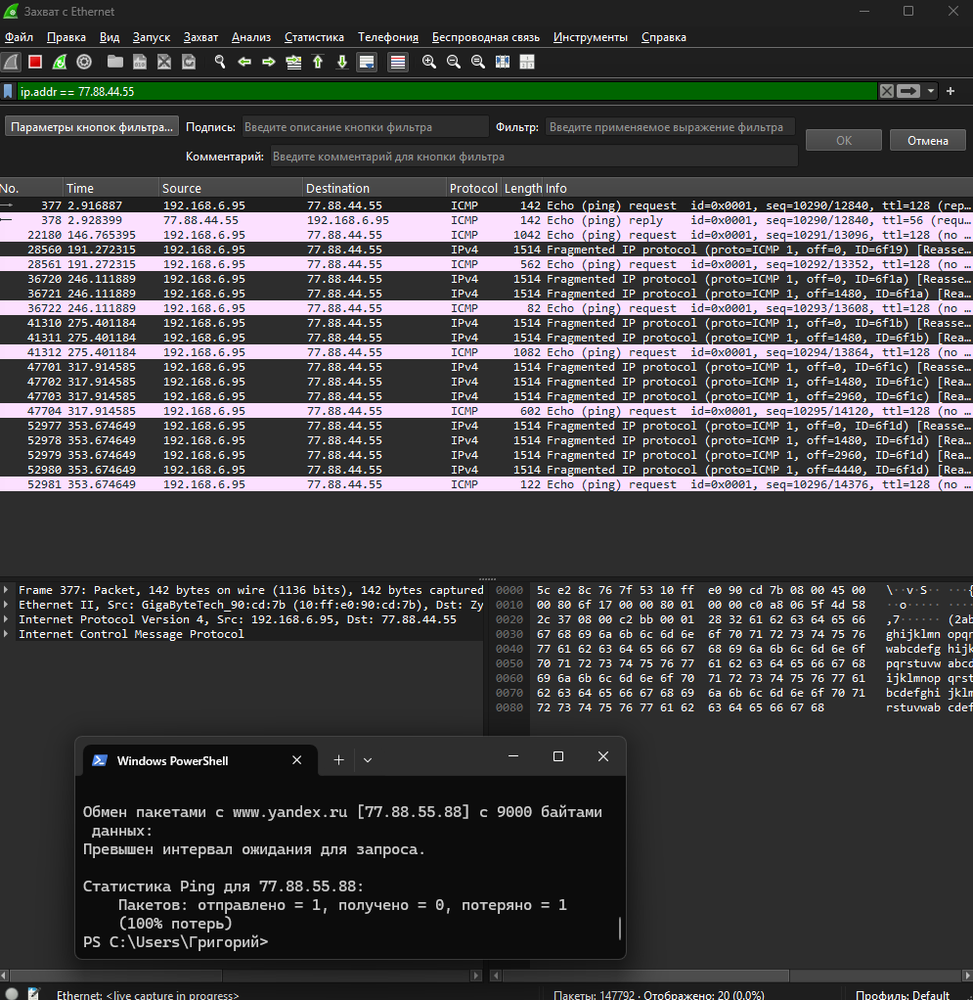 Захват с Ethernet
Файл Правка Вид Запуск Захват Анализ Статистика Телефония Беспроводная связь Инструменты Справка
ip.addr == 77.88.44.55
Параметры кнопок фильтра... Подпись: Введите описание кнопки фильтра Фильтр: Введите применяемое выражение фильтра OK Отмена
Комментарий: Введите комментарий для кнопки фильтра
No. Time Source Destination Protocol Length Info
377 2.916887 192.168.6.95 77.88.44.55 ICMP 142 Echo (ping) request id=0x0001, seq=10290/12840, ttl=128 (rep…
378 2.928399 77.88.44.55 192.168.6.95 ICMP 142 Echo (ping) reply id=0x0001, seq=10290/12840, ttl=56 (requ…
22180 146.765395 192.168.6.95 77.88.44.55 ICMP 1042 Echo (ping) request id=0x0001, seq=10291/13096, ttl=128 (no …
28560 191.272315 192.168.6.95 77.88.44.55 IPv4 1514 Fragmented IP protocol (proto=ICMP 1, off=0, ID=6f19) [Reasse…
28561 191.272315 192.168.6.95 77.88.44.55 ICMP 562 Echo (ping) request id=0x0001, seq=10292/13352, ttl=128 (no …
36720 246.111889 192.168.6.95 77.88.44.55 IPv4 1514 Fragmented IP protocol (proto=ICMP 1, off=0, ID=6f1a) [Reasse…
36721 246.111889 192.168.6.95 77.88.44.55 IPv4 1514 Fragmented IP protocol (proto=ICMP 1, off=1480, ID=6f1a) [Rea…
36722 246.111889 192.168.6.95 77.88.44.55 ICMP 82 Echo (ping) request id=0x0001, seq=10293/13608, ttl=128 (no …
41310 275.401184 192.168.6.95 77.88.44.55 IPv4 1514 Fragmented IP protocol (proto=ICMP 1, off=0, ID=6f1b) [Reasse…
41311 275.401184 192.168.6.95 77.88.44.55 IPv4 1514 Fragmented IP protocol (proto=ICMP 1, off=1480, ID=6f1b) [Rea…
41312 275.401184 192.168.6.95 77.88.44.55 ICMP 1082 Echo (ping) request id=0x0001, seq=10294/13864, ttl=128 (no …
47701 317.914585 192.168.6.95 77.88.44.55 IPv4 1514 Fragmented IP protocol (proto=ICMP 1, off=0, ID=6f1c) [Reasse…
47702 317.914585 192.168.6.95 77.88.44.55 IPv4 1514 Fragmented IP protocol (proto=ICMP 1, off=1480, ID=6f1c) [Rea…
47703 317.914585 192.168.6.95 77.88.44.55 IPv4 1514 Fragmented IP protocol (proto=ICMP 1, off=2960, ID=6f1c) [Rea…
47704 317.914585 192.168.6.95 77.88.44.55 ICMP 602 Echo (ping) request id=0x0001, seq=10295/14120, ttl=128 (no …
52977 353.674649 192.168.6.95 77.88.44.55 IPv4 1514 Fragmented IP protocol (proto=ICMP 1, off=0, ID=6f1d) [Reasse…
52978 353.674649 192.168.6.95 77.88.44.55 IPv4 1514 Fragmented IP protocol (proto=ICMP 1, off=1480, ID=6f1d) [Rea…
52979 353.674649 192.168.6.95 77.88.44.55 IPv4 1514 Fragmented IP protocol (proto=ICMP 1, off=2960, ID=6f1d) [Rea…
52980 353.674649 192.168.6.95 77.88.44.55 IPv4 1514 Fragmented IP protocol (proto=ICMP 1, off=4440, ID=6f1d) [Rea…
52981 353.674649 192.168.6.95 77.88.44.55 ICMP 122 Echo (ping) request id=0x0001, seq=10296/14376, ttl=128 (no …
Frame 377: Packet, 142 bytes on wire (1136 bits), 142 bytes captured
Ethernet II, Src: GigaByteTech_90:cd:7b (10:ff:e0:90:cd:7b), Dst: Zy
Internet Protocol Version 4, Src: 192.168.6.95, Dst: 77.88.44.55
Internet Control Message Protocol
0000 5c e2 8c 76 7f 53 10 ff e0 90 cd 7b 08 00 45 00 \··v·S·· ···{
0010 00 80 6f 17 00 00 80 01 00 00 c0 a8 06 5f 4d 58 ··o····· ·····
0020 2c 37 08 00 c2 bb 00 01 28 32 61 62 63 64 65 66 ,7······ (2ab
0030 67 68 69 6a 6b 6c 6d 6e 6f 70 71 72 73 74 75 76 ghijklmn opqr
0040 77 61 62 63 64 65 66 67 68 69 6a 6b 6c 6d 6e 6f wabcdefg hijk
0050 70 71 72 73 74 75 76 77 61 62 63 64 65 66 67 68 pqrstuvw abcd
0060 69 6a 6b 6c 6d 6e 6f 70 71 72 73 74 75 76 77 61 ijklmnop qrst
0070 62 63 64 65 66 67 68 69 6a 6b 6c 6d 6e 6f 70 71 bcdefghi jklm
0080 72 73 74 75 76 77 61 62 63 64 65 66 67 68 rstuvwab cdef
Windows PowerShell
Обмен пакетами с www.yandex.ru [77.88.55.88] с 9000 байтами
данных:
Превышен интервал ожидания для запроса.
Статистика Ping для 77.88.55.88:
Пакетов: отправлено = 1, получено = 0, потеряно = 1
(100% потерь)
PS C:\Users\Григорий>
Ethernet: <live capture in progress> Пакеты: 147792 · Отображено: 20 (0.0%) Профиль: Default